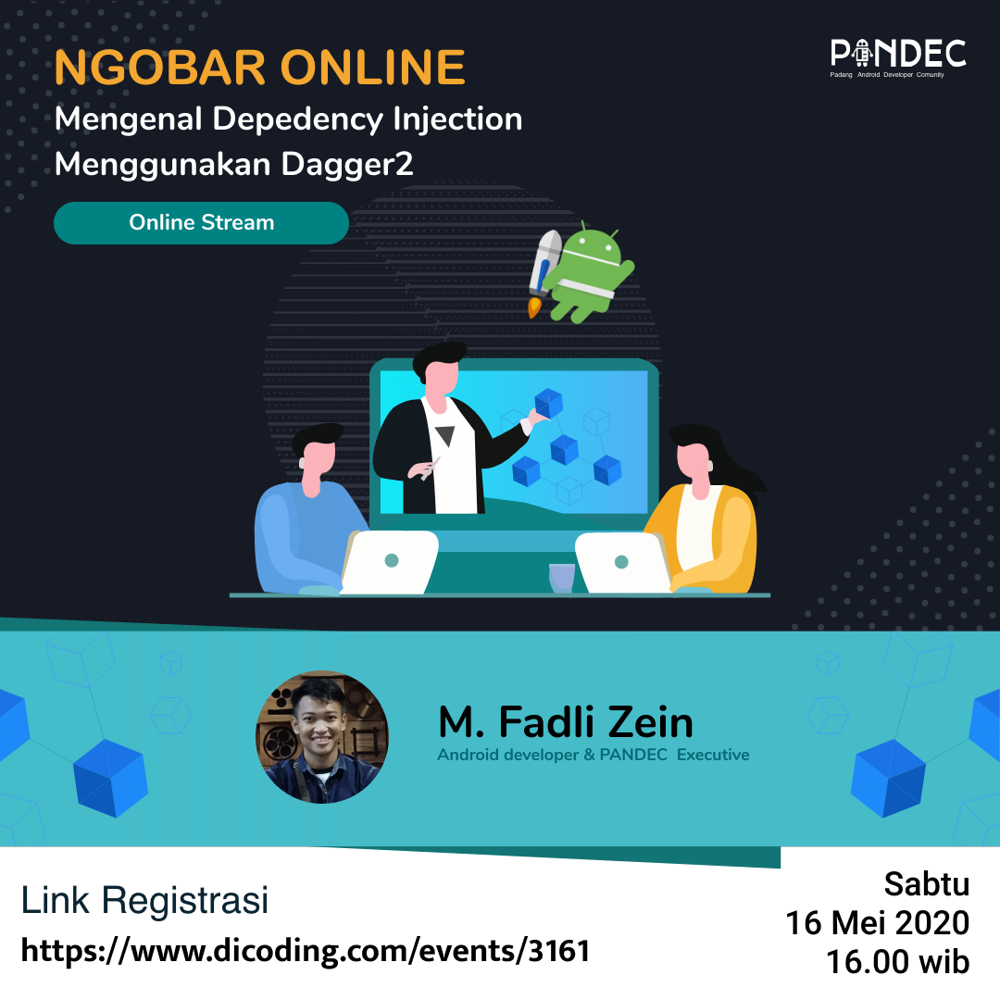 NGOBAR ONLINE
Mengenal Depedency Injection
Menggunakan Dagger2
Online Stream
PANDEC
Padang Android Developer Comunity
M. Fadli Zein
Android developer & PANDEC Executive
Link Registrasi
https://www.dicoding.com/events/3161
Sabtu
16 Mei 2020
16.00 wib